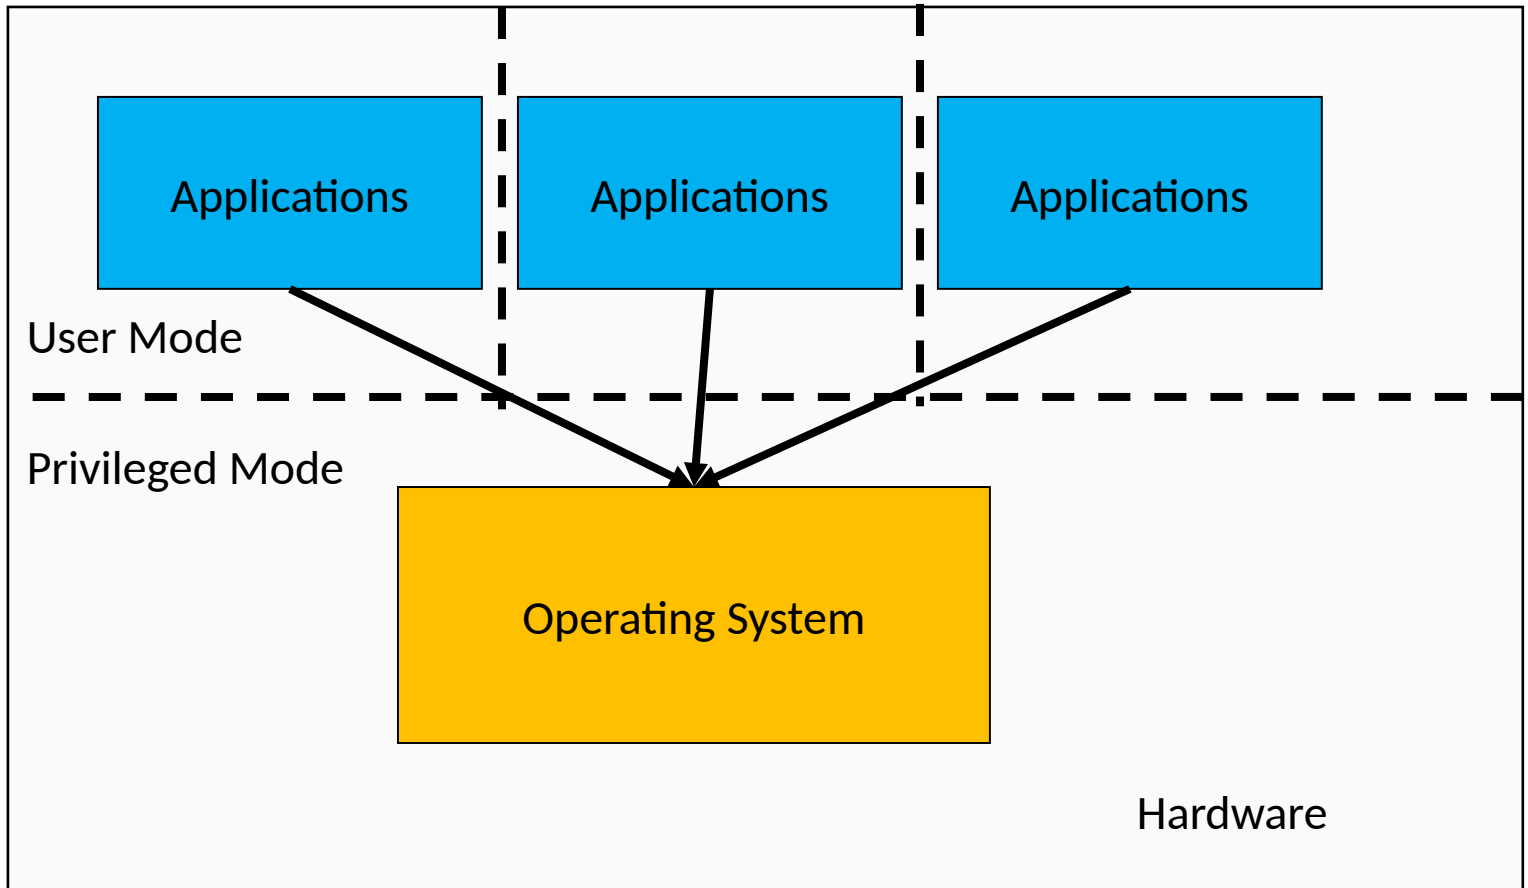 Applications
Applications
Applications
User Mode
Privileged Mode
Operating System
Hardware